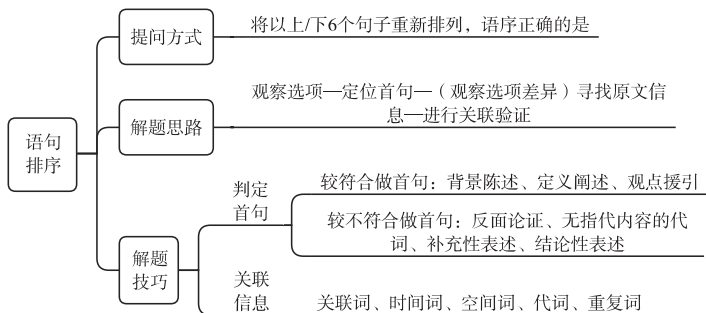 提问方式
将以上/下6个句子重新排列，语序正确的是
语句
排序
解题思路
观察选项—定位首句—（观察选项差异）寻找原文信
息—进行关联验证
解题
技巧
判定
首句
较符合做首句：背景陈述、定义阐述、观点援引
较不符合做首句：反面论证、无指代内容的代
词、补充性表述、结论性表述
关联
信息
关联词、时间词、空间词、代词、重复词